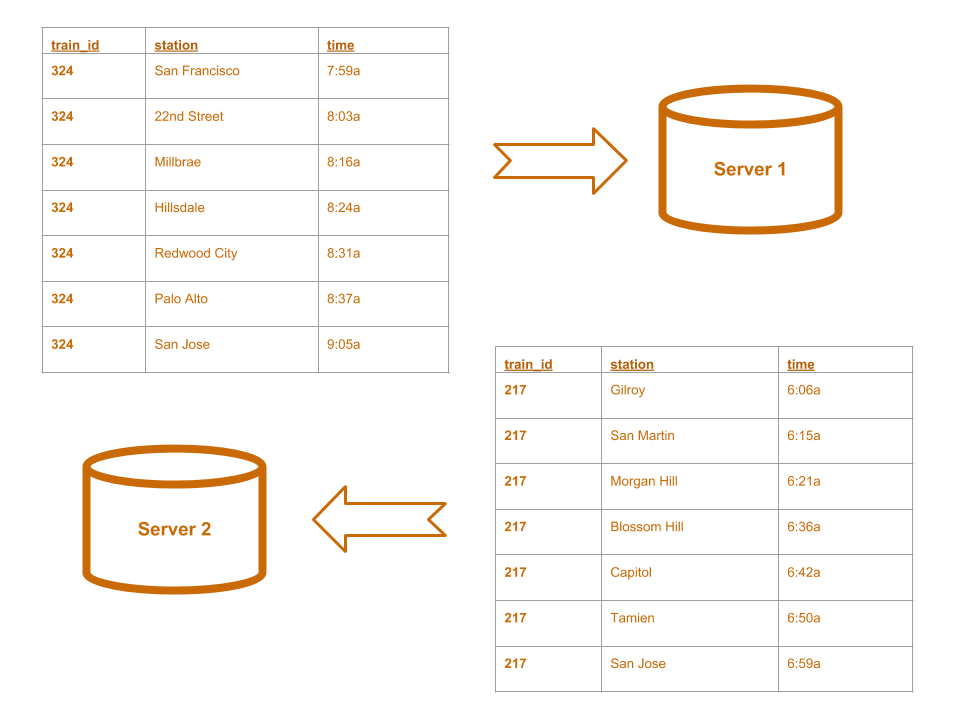 train_id station time
324 San Francisco 7:59a
324 22nd Street 8:03a
324 Millbrae 8:16a
324 Hillsdale 8:24a
324 Redwood City 8:31a
324 Palo Alto 8:37a
324 San Jose 9:05a
Server 1
train_id station time
217 Gilroy 6:06a
217 San Martin 6:15a
217 Morgan Hill 6:21a
217 Blossom Hill 6:36a
217 Capitol 6:42a
217 Tamien 6:50a
217 San Jose 6:59a
Server 2